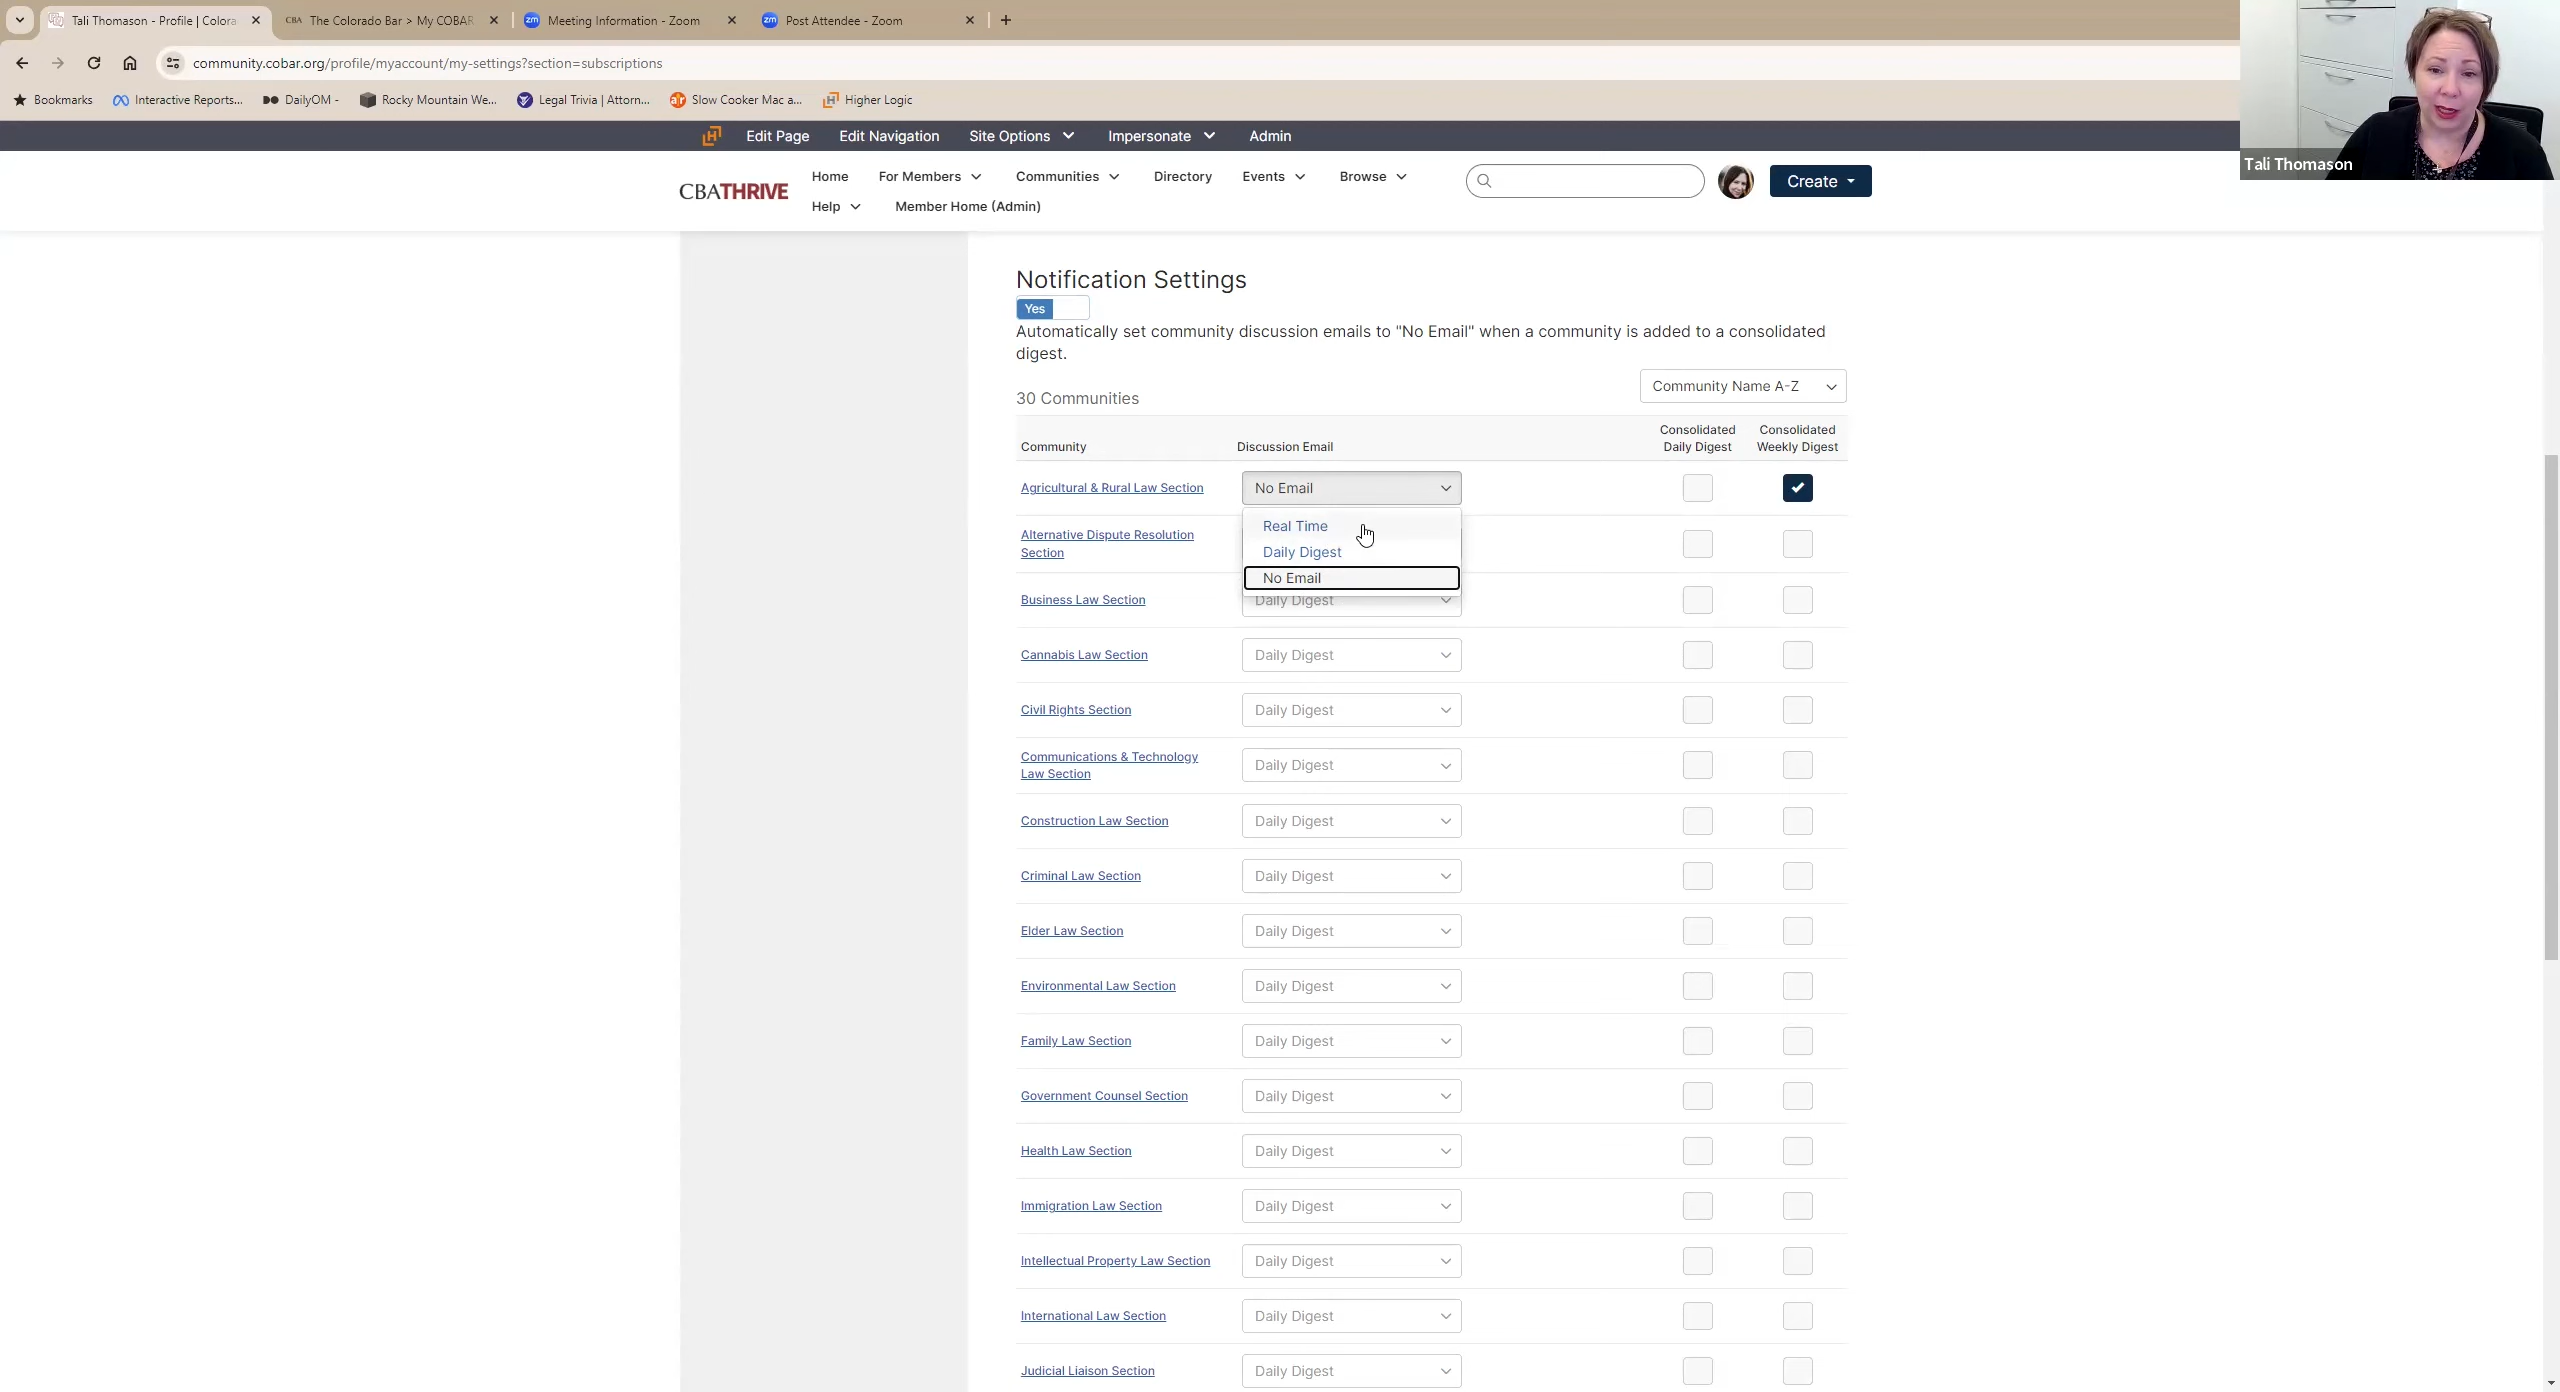 Tali Thomason - Profile | Colora
CBA The Colorado Bar > My COBAR
zm Meeting Information - Zoom
zm Post Attendee - Zoom
community.cobar.org/profile/myaccount/my-settings?section=subscriptions
Bookmarks
Interactive Reports...
DailyOM -
Rocky Mountain We...
Legal Trivia | Attorn...
Slow Cooker Mac a...
Higher Logic
Tali Thomason
Edit Page
Edit Navigation
Site Options
Impersonate
Admin
CBATHRIVE
Home
For Members
Communities
Directory
Events
Browse
Help
Member Home (Admin)
Create
Notification Settings
Yes
Automatically set community discussion emails to "No Email" when a community is added to a consolidated
digest.
30 Communities
Community Name A-Z
Community
Discussion Email
Consolidated
Daily Digest
Consolidated
Weekly Digest
Agricultural & Rural Law Section
No Email
Real Time
Daily Digest
No Email
Alternative Dispute Resolution
Section
Business Law Section
Daily Digest
Cannabis Law Section
Daily Digest
Civil Rights Section
Daily Digest
Communications & Technology
Law Section
Daily Digest
Construction Law Section
Daily Digest
Criminal Law Section
Daily Digest
Elder Law Section
Daily Digest
Environmental Law Section
Daily Digest
Family Law Section
Daily Digest
Government Counsel Section
Daily Digest
Health Law Section
Daily Digest
Immigration Law Section
Daily Digest
Intellectual Property Law Section
Daily Digest
International Law Section
Daily Digest
Judicial Liaison Section
Daily Digest